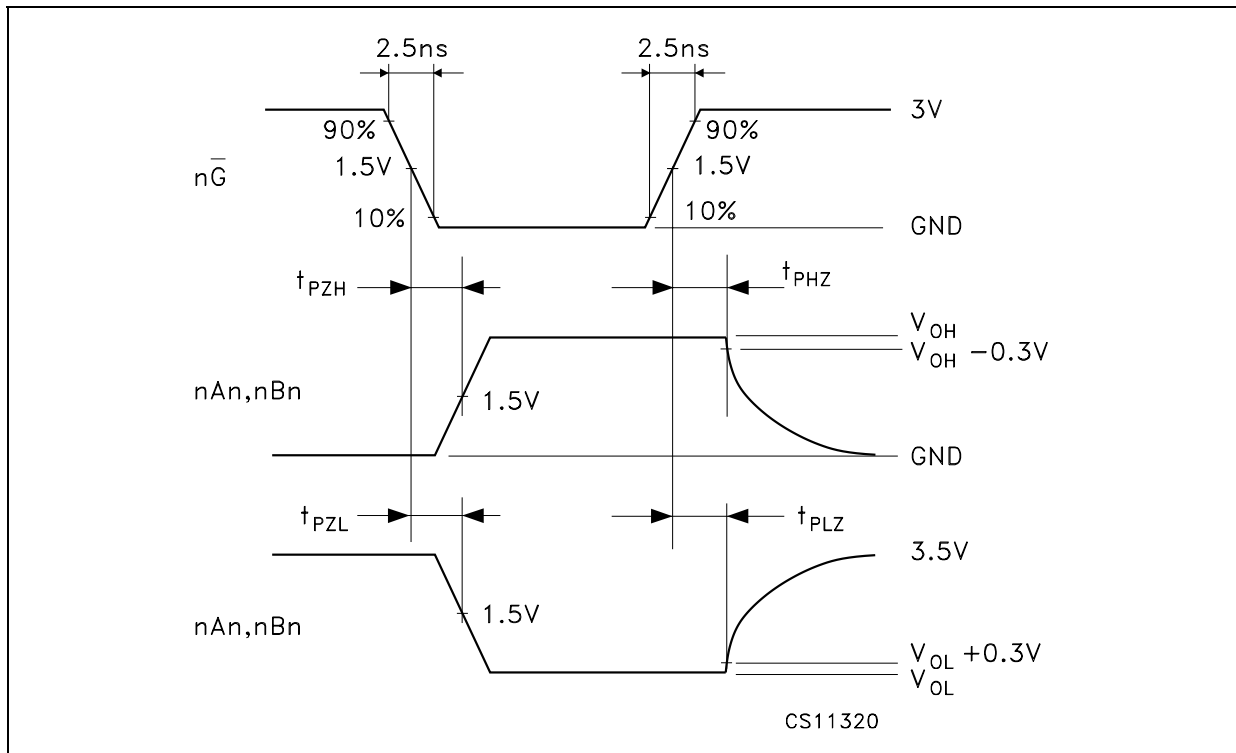 2.5ns 2.5ns
3V
90% 90%
nG̅ 1.5V 1.5V
10% 10%
GND
tPZH tPHZ
VOH
VOH -0.3V
nAn,nBn 1.5V
GND
tPZL tPLZ
3.5V
1.5V
nAn,nBn
VOL +0.3V
VOL
CS11320